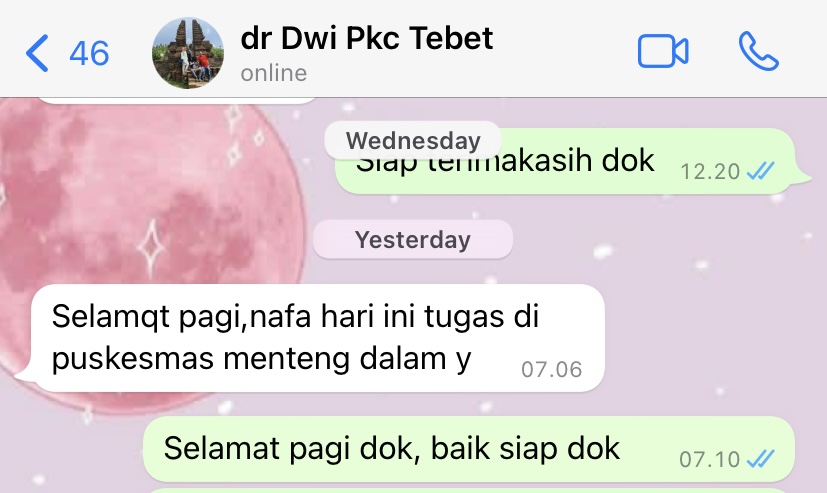 46
dr Dwi Pkc Tebet
online
Wednesday
Siap terimakasih dok 12.20
Yesterday
Selamqt pagi,nafa hari ini tugas di
puskesmas menteng dalam y 07.06
Selamat pagi dok, baik siap dok 07.10